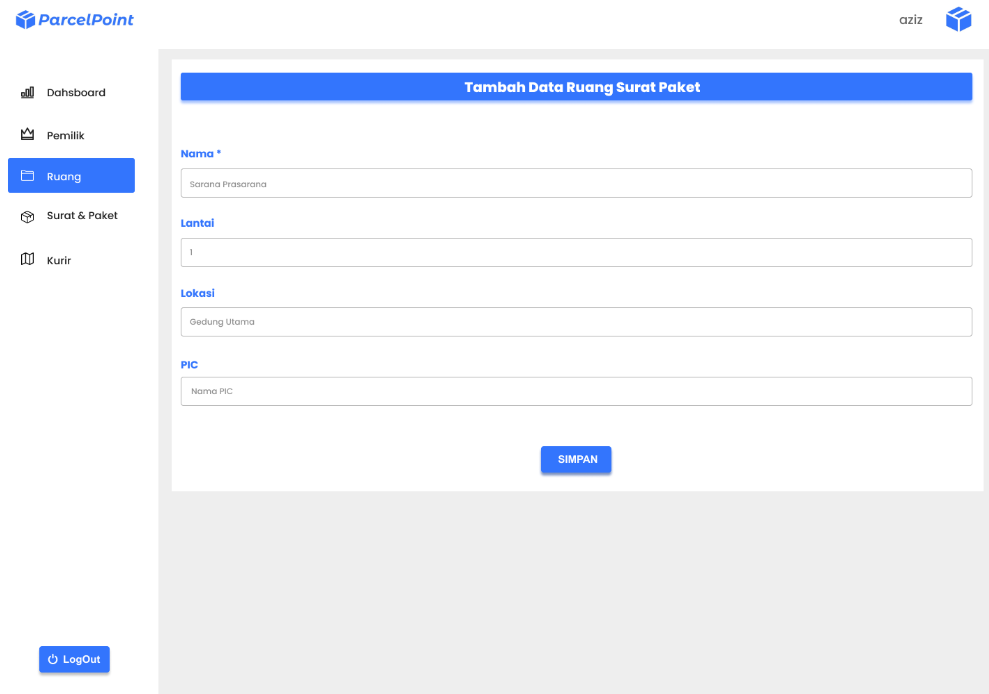 ParcelPoint
aziz
Dahsboard
Pemilik
Ruang
Surat & Paket
Kurir
LogOut
Tambah Data Ruang Surat Paket
Nama *
Sarana Prasarana
Lantai
1
Lokasi
Gedung Utama
PIC
Nama PIC
SIMPAN